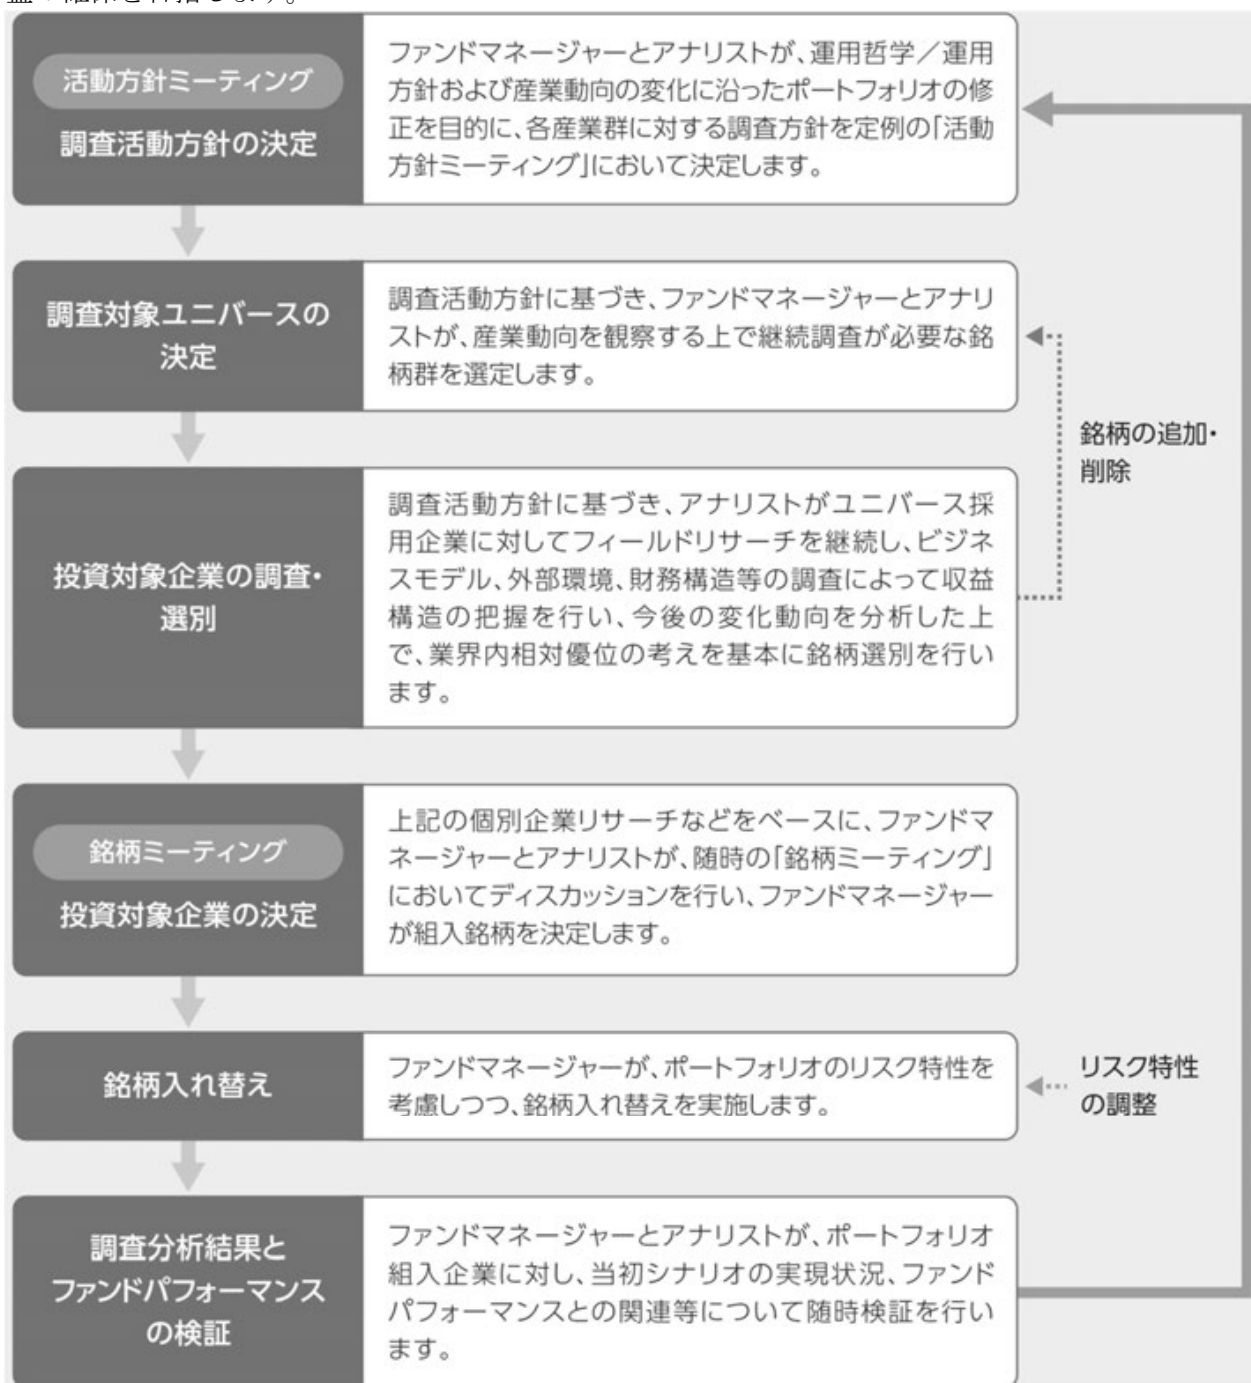 活動方針ミーティング
調査活動方針の決定
ファンドマネージャーとアナリストが、運用哲学／運用
方針および産業動向の変化に沿ったポートフォリオの修
正を目的に、各産業群に対する調査方針を定例の「活動
方針ミーティング」において決定します。
調査対象ユニバースの
決定
調査活動方針に基づき、ファンドマネージャーとアナリ
ストが、産業動向を観察する上で継続調査が必要な銘
柄群を選定します。
銘柄の追加・
削除
投資対象企業の調査・
選別
調査活動方針に基づき、アナリストがユニバース採
用企業に対してフィールドリサーチを継続し、ビジネ
スモデル、外部環境、財務構造等の調査によって収益
構造の把握を行い、今後の変化動向を分析した上
で、業界内相対優位の考えを基本に銘柄選別を行い
ます。
銘柄ミーティング
投資対象企業の決定
上記の個別企業リサーチなどをベースに、ファンドマ
ネージャーとアナリストが、随時の「銘柄ミーティング」
においてディスカッションを行い、ファンドマネージャー
が組入銘柄を決定します。
銘柄入れ替え
ファンドマネージャーが、ポートフォリオのリスク特性を
考慮しつつ、銘柄入れ替えを実施します。
リスク特性
の調整
調査分析結果と
ファンドパフォーマンス
の検証
ファンドマネージャーとアナリストが、ポートフォリオ
組入企業に対し、当初シナリオの実現状況、ファンド
パフォーマンスとの関連等について随時検証を行い
ます。